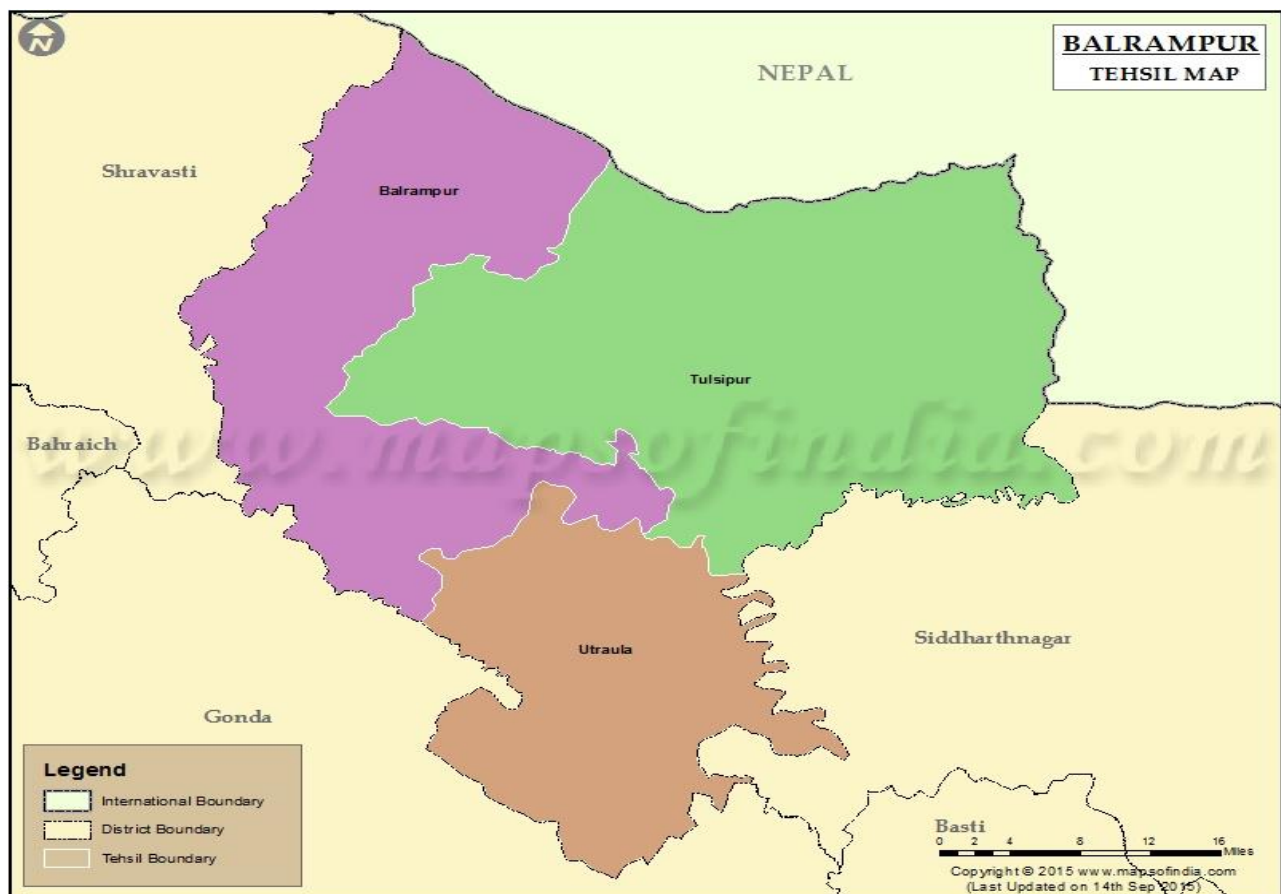 N
BALRAMPUR
TEHSIL MAP
NEPAL
Shravasti
Balrampur
Tulsipur
Bahraich
www.mapsofindia.com
Siddharthnagar
Utraula
Gonda
Legend
International Boundary
District Boundary
Tehsil Boundary
Basti
0 2 4 8 12 16
Miles
Copyright © 2015 www.mapsofindia.com
(Last Updated on 14th Sep 2015)